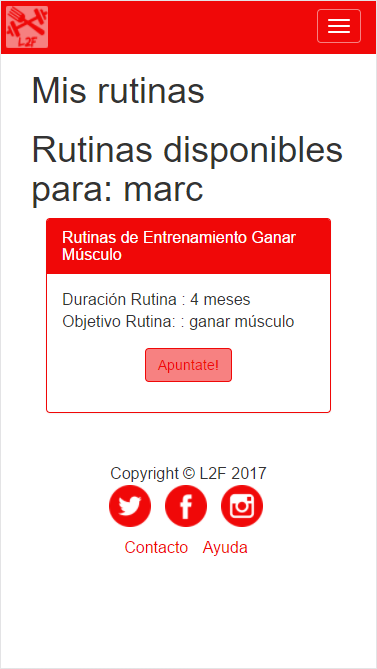 L2F
Mis rutinas
Rutinas disponibles
para: marc
Rutinas de Entrenamiento Ganar
Músculo
Duración Rutina : 4 meses
Objetivo Rutina: : ganar músculo
Apuntate!
Copyright © L2F 2017
Contacto Ayuda